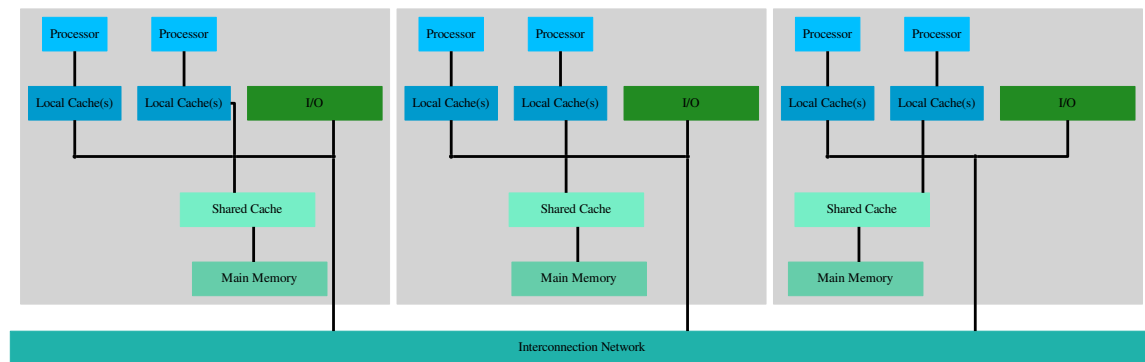 Processor
Processor
Processor
Processor
Processor
Processor
Local Cache(s)
Local Cache(s)
I/O
Local Cache(s)
Local Cache(s)
I/O
Local Cache(s)
Local Cache(s)
I/O
Shared Cache
Shared Cache
Shared Cache
Main Memory
Main Memory
Main Memory
Interconnection Network